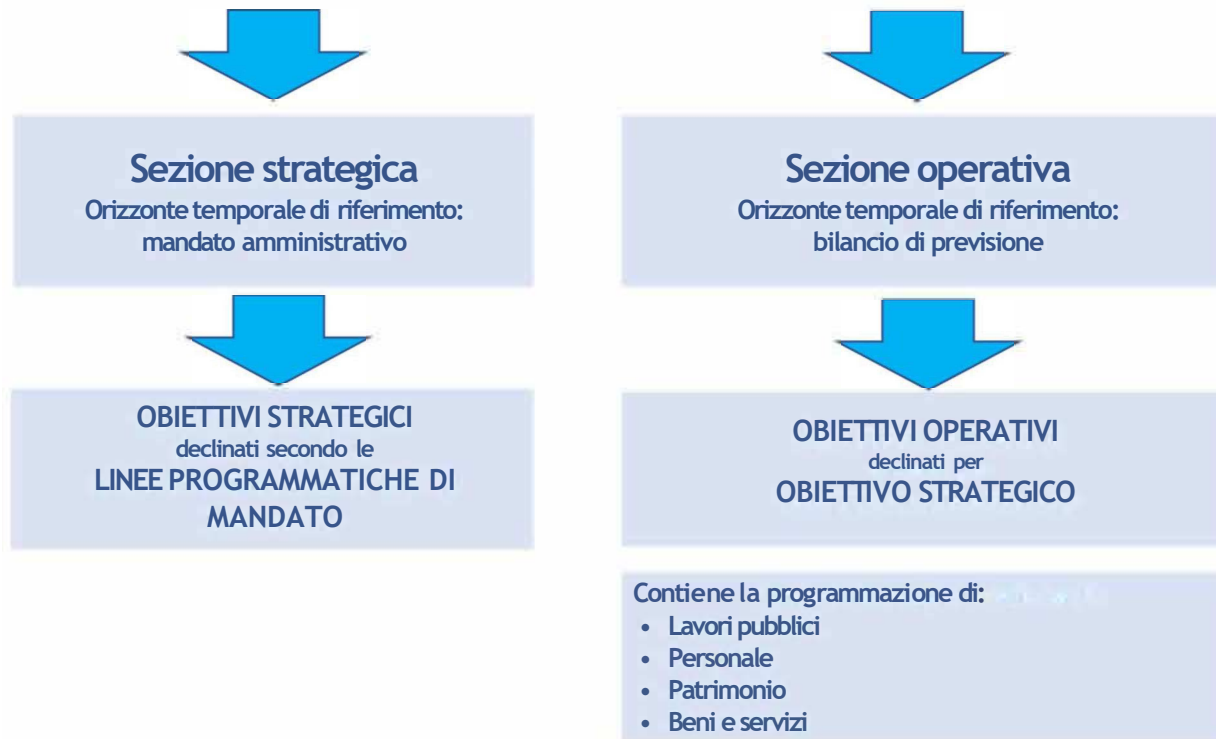 Sezione strategica
Orizzonte temporale di riferimento:
mandato amministrativo
OBIETTIVI STRATEGICI
declinati secondo le
LINEE PROGRAMMATICHE DI
MANDATO
Sezione operativa
Orizzonte temporale di riferimento:
bilancio di previsione
OBIETTIVI OPERATIVI
declinati per
OBIETTIVO STRATEGICO
Contiene la programmazione di:
• Lavori pubblici
• Personale
• Patrimonio
• Beni e servizi